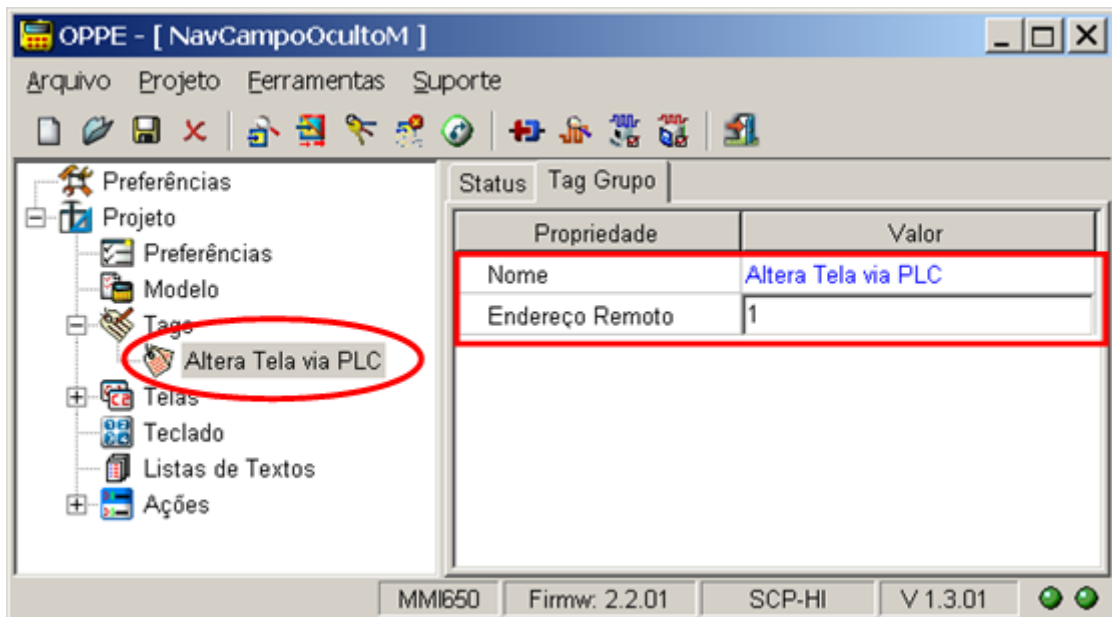 OPPE - [ NavCampoOcultoM ]
Arquivo Projeto Ferramentas Suporte
Preferências
Projeto
Preferências
Modelo
Tags
Altera Tela via PLC
Telas
Teclado
Listas de Textos
Ações
Status Tag Grupo
Propriedade Valor
Nome Altera Tela via PLC
Endereço Remoto 1
MMI650 Firmw: 2.2.01 SCP-HI V 1.3.01